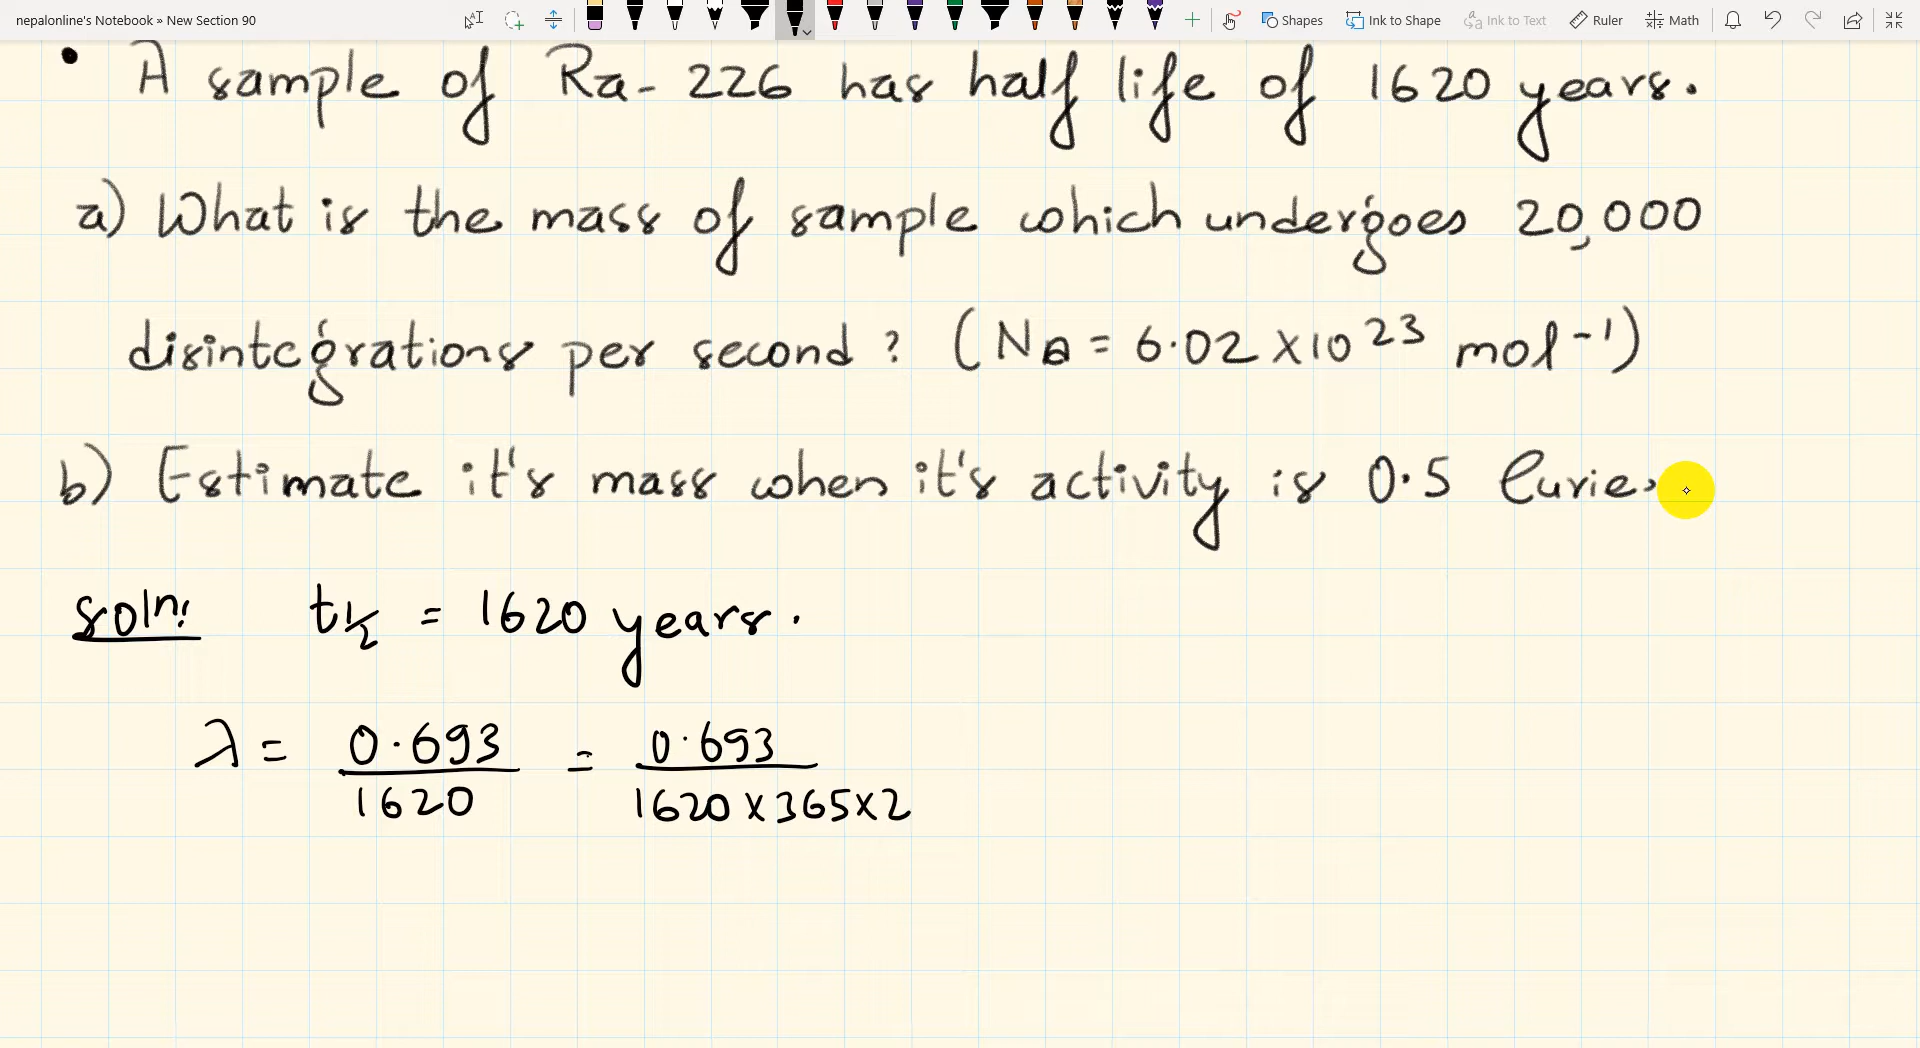 nepalonline's Notebook » New Section 90
Shapes Ink to Shape Ink to Text Ruler Math
• A sample of Ra-226 has half life of 1620 years.
a) What is the mass of sample which undergoes 20,000
disintegrations per second? (Na = 6.02×10²³ mol⁻¹)
b) Estimate it's mass when it's activity is 0.5 Curie.
soln: t½ = 1620 years.
λ = 0.693/1620 = 0.693/1620×365×2